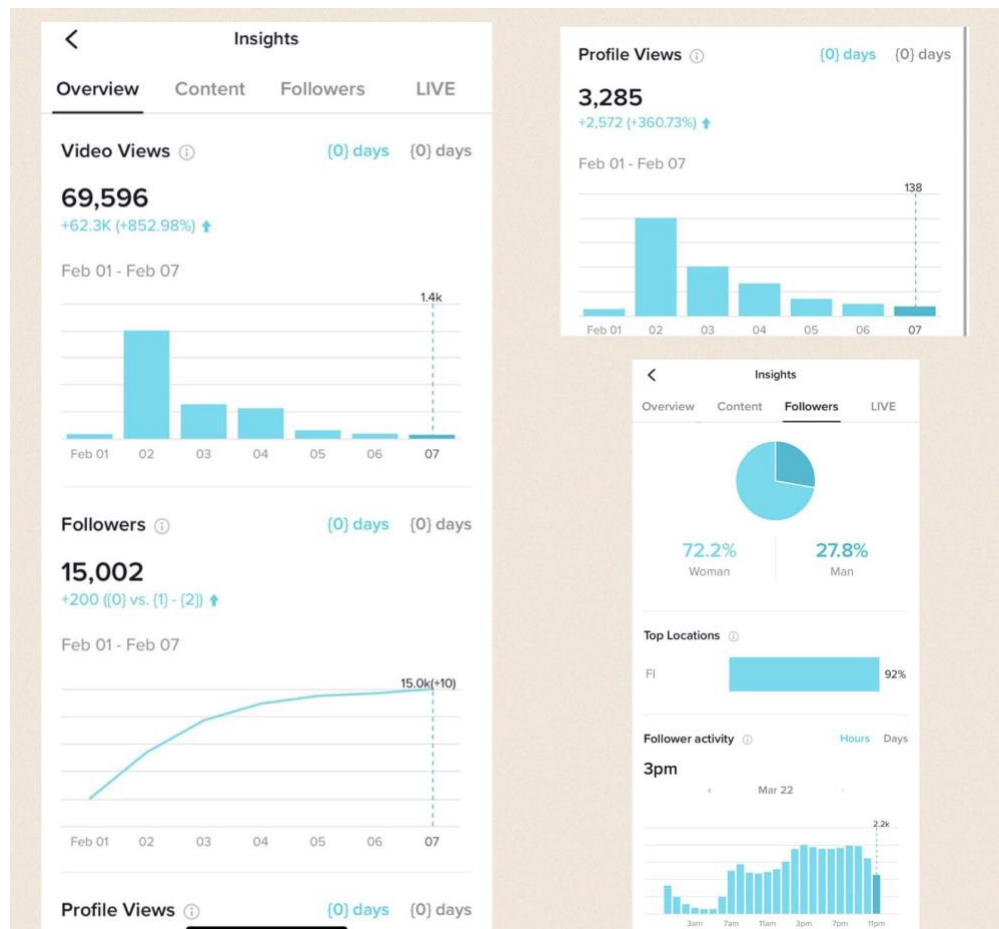 Insights
Overview Content Followers LIVE
Video Views {0} days {0} days
69,596
+62.3K (+852.98%)
Feb 01 - Feb 07
1.4k
Feb 01 02 03 04 05 06 07
Followers {0} days {0} days
15,002
+200 ({0} vs. {1} - {2})
Feb 01 - Feb 07
15.0k(+10)
Feb 01 02 03 04 05 06 07
Profile Views {0} days {0} days
Profile Views {0} days {0} days
3,285
+2,572 (+360.73%)
Feb 01 - Feb 07
138
Feb 01 02 03 04 05 06 07
Insights
Overview Content Followers LIVE
72.2% 27.8%
Woman Man
Top Locations
FI 92%
Follower activity Hours Days
3pm
Mar 22
2.2k
3am 7am 11am 3pm 7pm 11pm